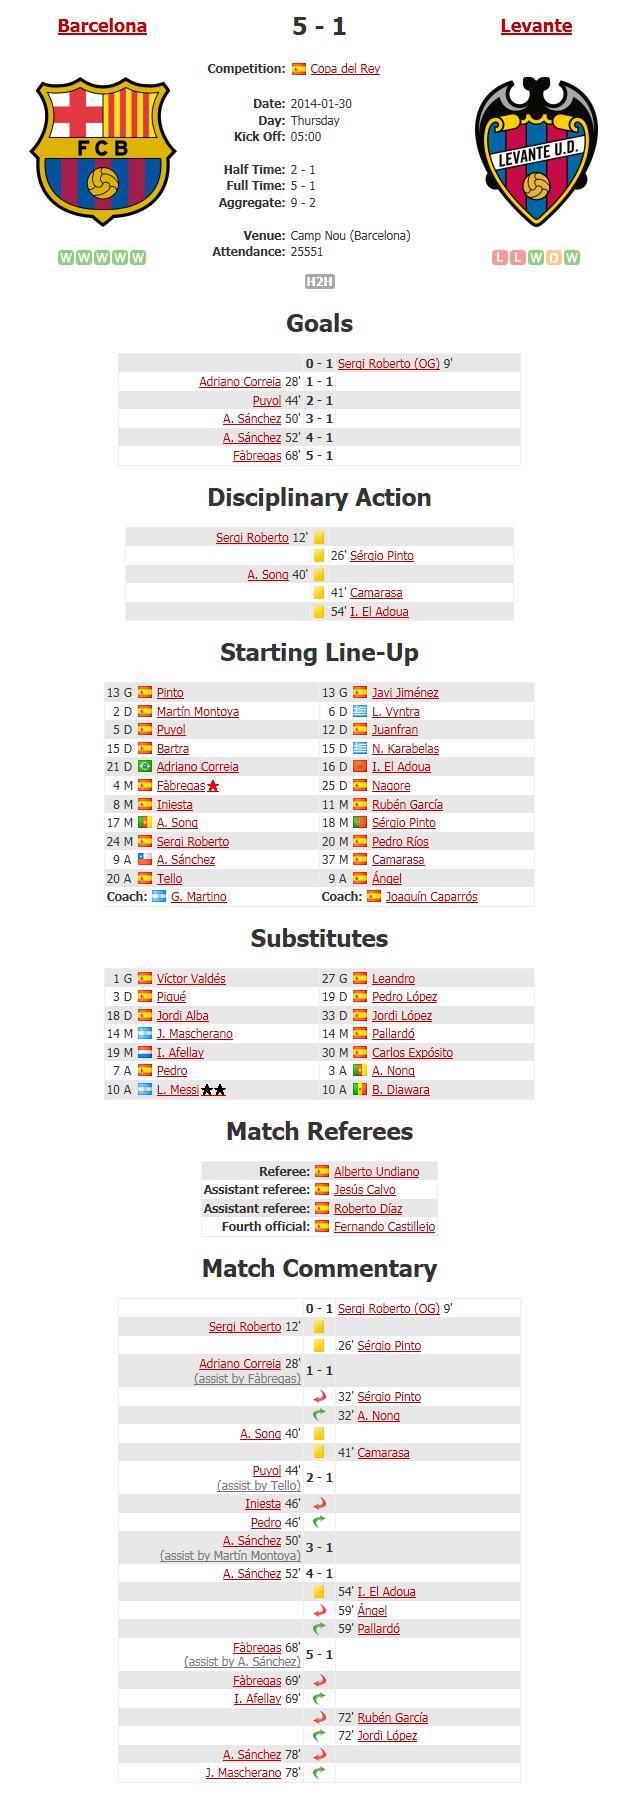 Barcelona 5 - 1 Levante
Competition: Copa del Rey
Date: 2014-01-30
Day: Thursday
Kick Off: 05:00
Half Time: 2 - 1
Full Time: 5 - 1
Aggregate: 9 - 2
Venue: Camp Nou (Barcelona)
Attendance: 25551
F C B
LEVANTE U.D.
W W W W W
L L W D W
H2H
Goals
0 - 1 Sergi Roberto (OG) 9'
Adriano Correia 28' 1 - 1
Puyol 44' 2 - 1
A. Sánchez 50' 3 - 1
A. Sánchez 52' 4 - 1
Fàbregas 68' 5 - 1
Disciplinary Action
Sergi Roberto 12'
26' Sérgio Pinto
A. Song 40'
41' Camarasa
54' I. El Adoua
Starting Line-Up
13 G Pinto 13 G Javi Jiménez
2 D Martín Montoya 6 D L. Vyntra
5 D Puyol 12 D Juanfran
15 D Bartra 15 D N. Karabelas
21 D Adriano Correia 16 D I. El Adoua
4 M Fàbregas 25 D Nagore
8 M Iniesta 11 M Rubén García
17 M A. Song 18 M Sérgio Pinto
24 M Sergi Roberto 20 M Pedro Ríos
9 A A. Sánchez 37 M Camarasa
20 A Tello 9 A Ángel
Coach: G. Martino Coach: Joaquín Caparrós
Substitutes
1 G Víctor Valdés 27 G Leandro
3 D Piqué 19 D Pedro López
18 D Jordi Alba 33 D Jordi López
14 M J. Mascherano 14 M Pallardó
19 M I. Afellay 30 M Carlos Expósito
7 A Pedro 3 A A. Nong
10 A L. Messi 10 A B. Diawara
Match Referees
Referee: Alberto Undiano
Assistant referee: Jesús Calvo
Assistant referee: Roberto Díaz
Fourth official: Fernando Castillejo
Match Commentary
0 - 1 Sergi Roberto (OG) 9'
Sergi Roberto 12'
26' Sérgio Pinto
Adriano Correia 28' 1 - 1
(assist by Fàbregas)
32' Sérgio Pinto
32' A. Nong
A. Song 40'
41' Camarasa
Puyol 44' 2 - 1
(assist by Tello)
Iniesta 46'
Pedro 46'
A. Sánchez 50' 3 - 1
(assist by Martín Montoya)
A. Sánchez 52' 4 - 1
54' I. El Adoua
59' Ángel
59' Pallardó
Fàbregas 68' 5 - 1
(assist by A. Sánchez)
Fàbregas 69'
I. Afellay 69'
72' Rubén García
72' Jordi López
A. Sánchez 78'
J. Mascherano 78'